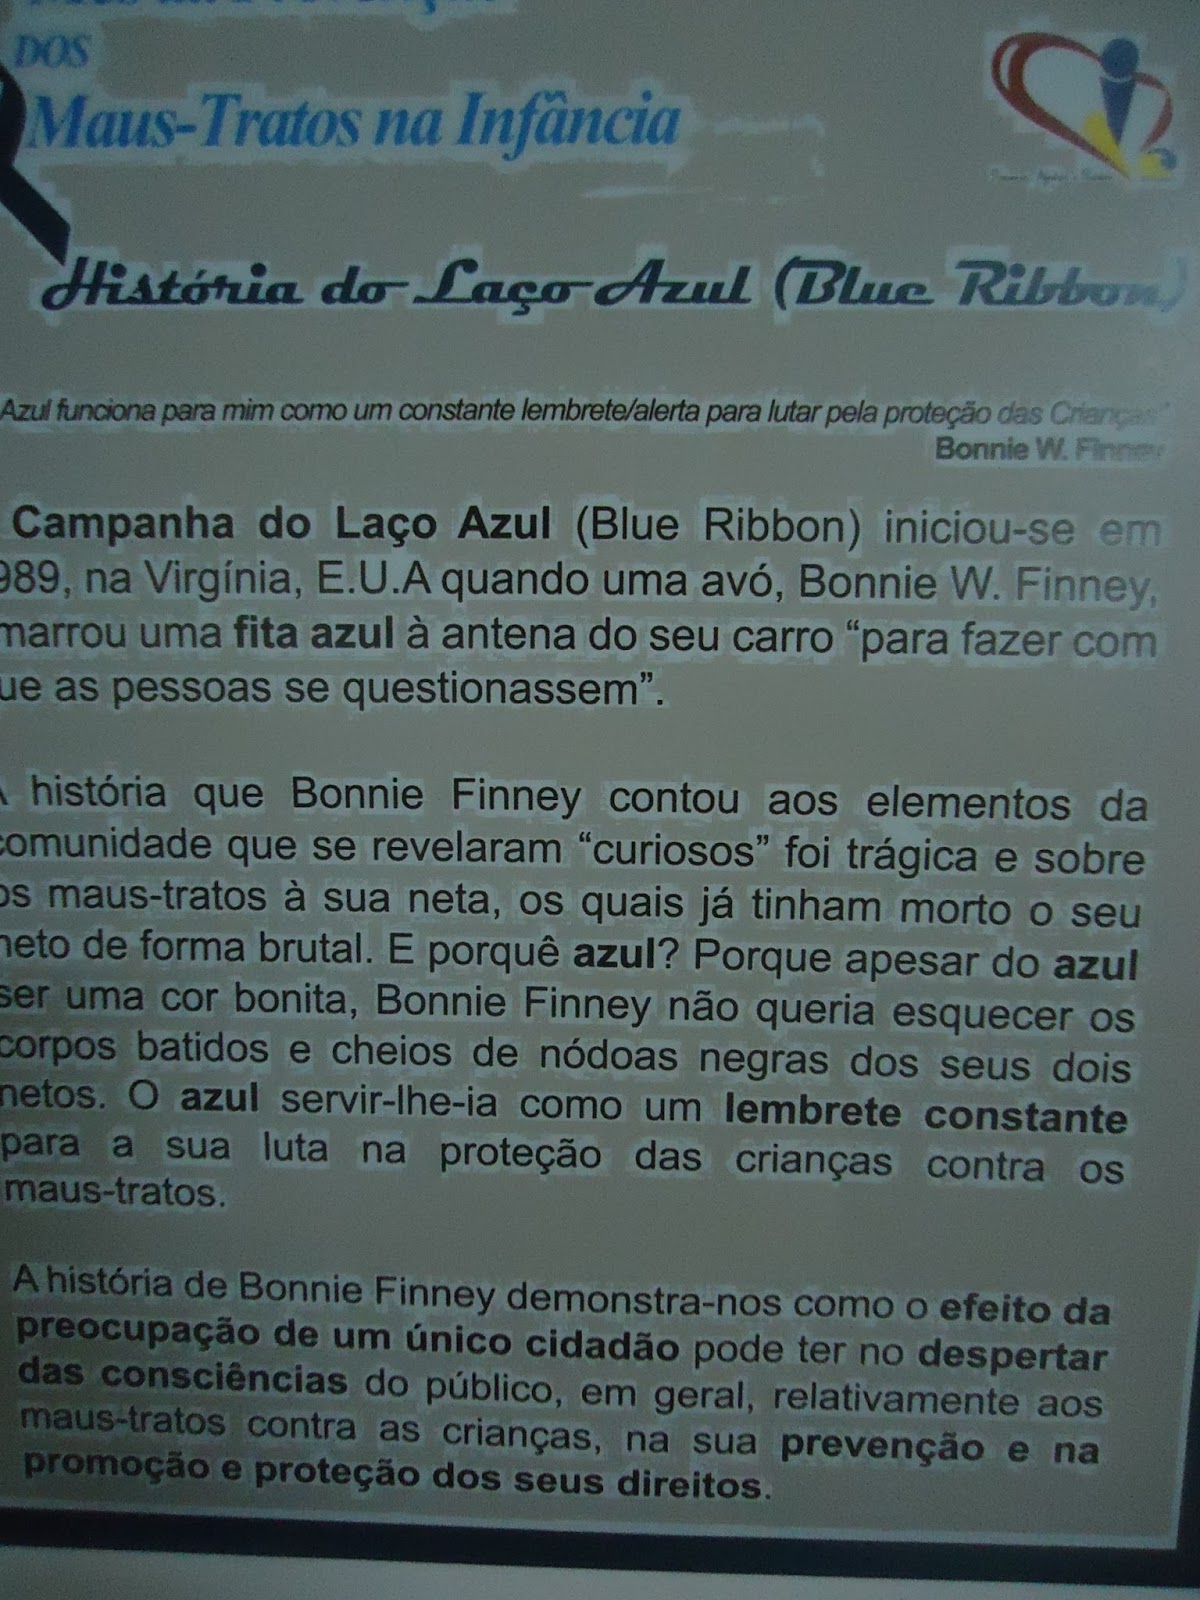 DOS
Maus-Tratos na Infância
História do Laço Azul (Blue Ribbon)
Azul funciona para mim como um constante lembrete/alerta para lutar pela proteção das Crianças"
Bonnie W. Finney
Campanha do Laço Azul (Blue Ribbon) iniciou-se em
989, na Virgínia, E.U.A quando uma avó, Bonnie W. Finney,
marrou uma fita azul à antena do seu carro “para fazer com
ue as pessoas se questionassem”.
A história que Bonnie Finney contou aos elementos da
comunidade que se revelaram “curiosos” foi trágica e sobre
os maus-tratos à sua neta, os quais já tinham morto o seu
neto de forma brutal. E porquê azul? Porque apesar do azul
ser uma cor bonita, Bonnie Finney não queria esquecer os
corpos batidos e cheios de nódoas negras dos seus dois
netos. O azul servir-lhe-ia como um lembrete constante
para a sua luta na proteção das crianças contra os
maus-tratos.
A história de Bonnie Finney demonstra-nos como o efeito da
preocupação de um único cidadão pode ter no despertar
das consciências do público, em geral, relativamente aos
maus-tratos contra as crianças, na sua prevenção e na
promoção e proteção dos seus direitos.